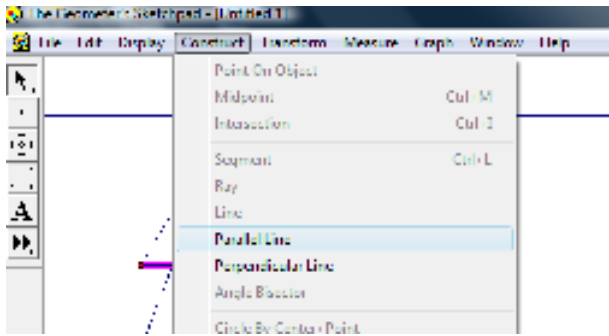 The Geometer's Sketchpad - [Untitled 1]
File Edit Display Construct Transform Measure Graph Window Help
Point On Object
Midpoint Ctrl+M
Intersection Ctrl+I
Segment Ctrl+L
Ray
Line
A
Parallel Line
Perpendicular Line
Angle Bisector
Circle By Center+Point